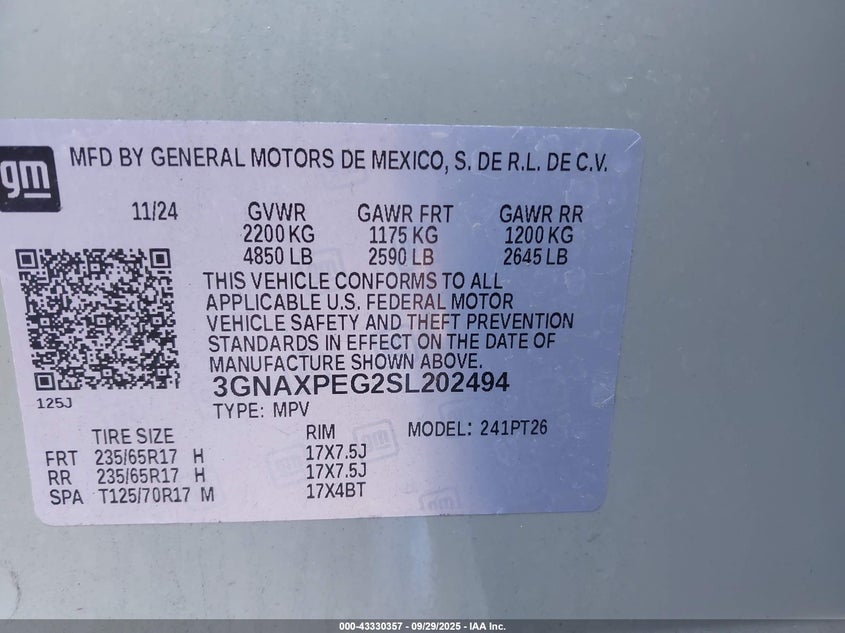 gm
MFD BY GENERAL MOTORS DE MEXICO, S. DE R.L. DE C.V.
11/24 GVWR GAWR FRT GAWR RR
2200 KG 1175 KG 1200 KG
4850 LB 2590 LB 2645 LB
THIS VEHICLE CONFORMS TO ALL
APPLICABLE U.S. FEDERAL MOTOR
VEHICLE SAFETY AND THEFT PREVENTION
STANDARDS IN EFFECT ON THE DATE OF
MANUFACTURE SHOWN ABOVE.
3GNAXPEG2SL202494
125J
TYPE: MPV
TIRE SIZE RIM MODEL: 241PT26
FRT 235/65R17 H 17X7.5J
RR 235/65R17 H 17X7.5J
SPA T125/70R17 M 17X4BT
000-43330357 - 09/29/2025 - IAA Inc.